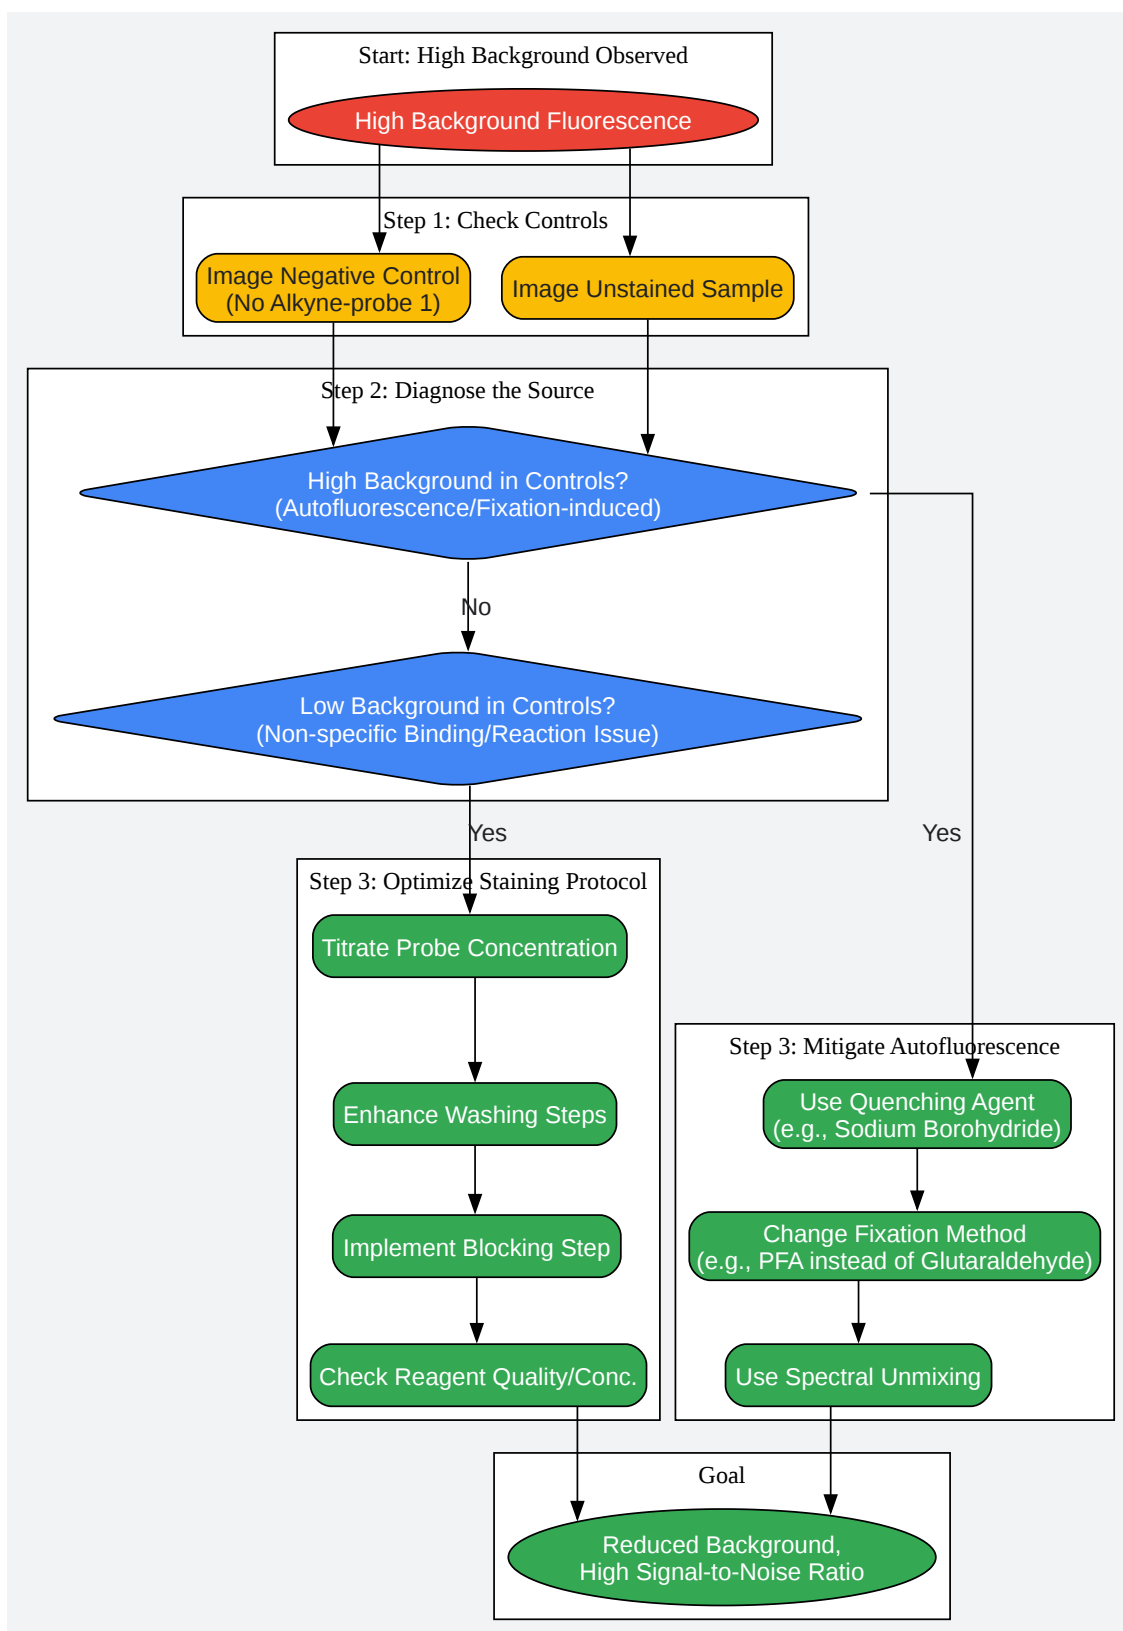 Start: High Background Observed
High Background Fluorescence
Step 1: Check Controls
Image Negative Control
(No Alkyne-probe 1)
Image Unstained Sample
Step 2: Diagnose the Source
High Background in Controls?
(Autofluorescence/Fixation-induced)
No
Low Background in Controls?
(Non-specific Binding/Reaction Issue)
Yes
Yes
Step 3: Optimize Staining Protocol
Titrate Probe Concentration
Enhance Washing Steps
Implement Blocking Step
Check Reagent Quality/Conc.
Step 3: Mitigate Autofluorescence
Use Quenching Agent
(e.g., Sodium Borohydride)
Change Fixation Method
(e.g., PFA instead of Glutaraldehyde)
Use Spectral Unmixing
Goal
Reduced Background,
High Signal-to-Noise Ratio